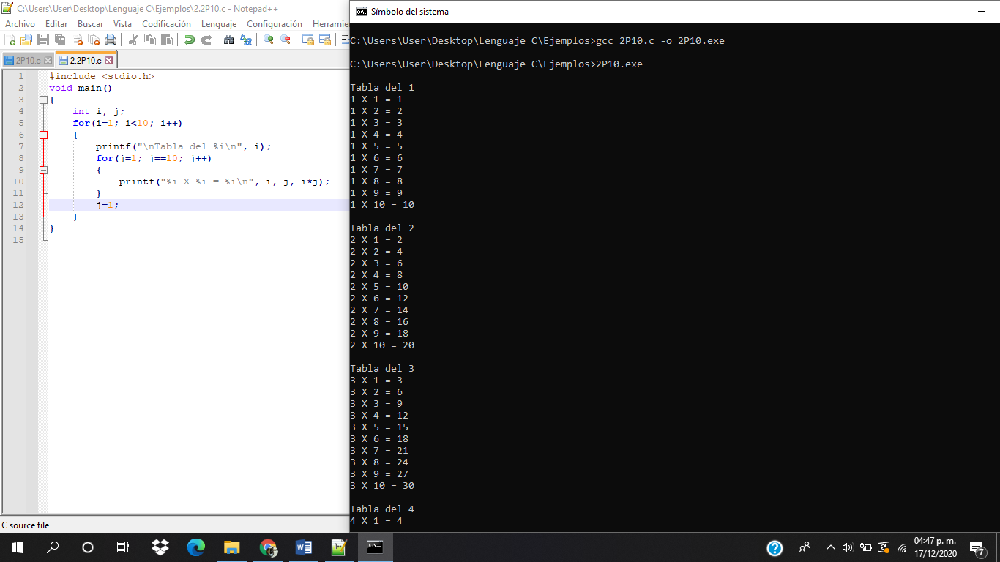 C:\Users\User\Desktop\Lenguaje C\Ejemplos\2.2P10.c - Notepad++
Archivo Editar Buscar Vista Codificación Lenguaje Configuración Herramie
2P10.c 2.2P10.c
1 #include <stdio.h>
2 void main()
3 {
4 int i, j;
5 for(i=1; i<10; i++)
6 {
7 printf("\nTabla del %i\n", i);
8 for(j=1; j==10; j++)
9 {
10 printf("%i X %i = %i\n", i, j, i*j);
11 }
12 j=1;
13 }
14 }
15
C source file
Símbolo del sistema
C:\Users\User\Desktop\Lenguaje C\Ejemplos>gcc 2P10.c -o 2P10.exe
C:\Users\User\Desktop\Lenguaje C\Ejemplos>2P10.exe
Tabla del 1
1 X 1 = 1
1 X 2 = 2
1 X 3 = 3
1 X 4 = 4
1 X 5 = 5
1 X 6 = 6
1 X 7 = 7
1 X 8 = 8
1 X 9 = 9
1 X 10 = 10
Tabla del 2
2 X 1 = 2
2 X 2 = 4
2 X 3 = 6
2 X 4 = 8
2 X 5 = 10
2 X 6 = 12
2 X 7 = 14
2 X 8 = 16
2 X 9 = 18
2 X 10 = 20
Tabla del 3
3 X 1 = 3
3 X 2 = 6
3 X 3 = 9
3 X 4 = 12
3 X 5 = 15
3 X 6 = 18
3 X 7 = 21
3 X 8 = 24
3 X 9 = 27
3 X 10 = 30
Tabla del 4
4 X 1 = 4
04:47 p. m.
17/12/2020
7